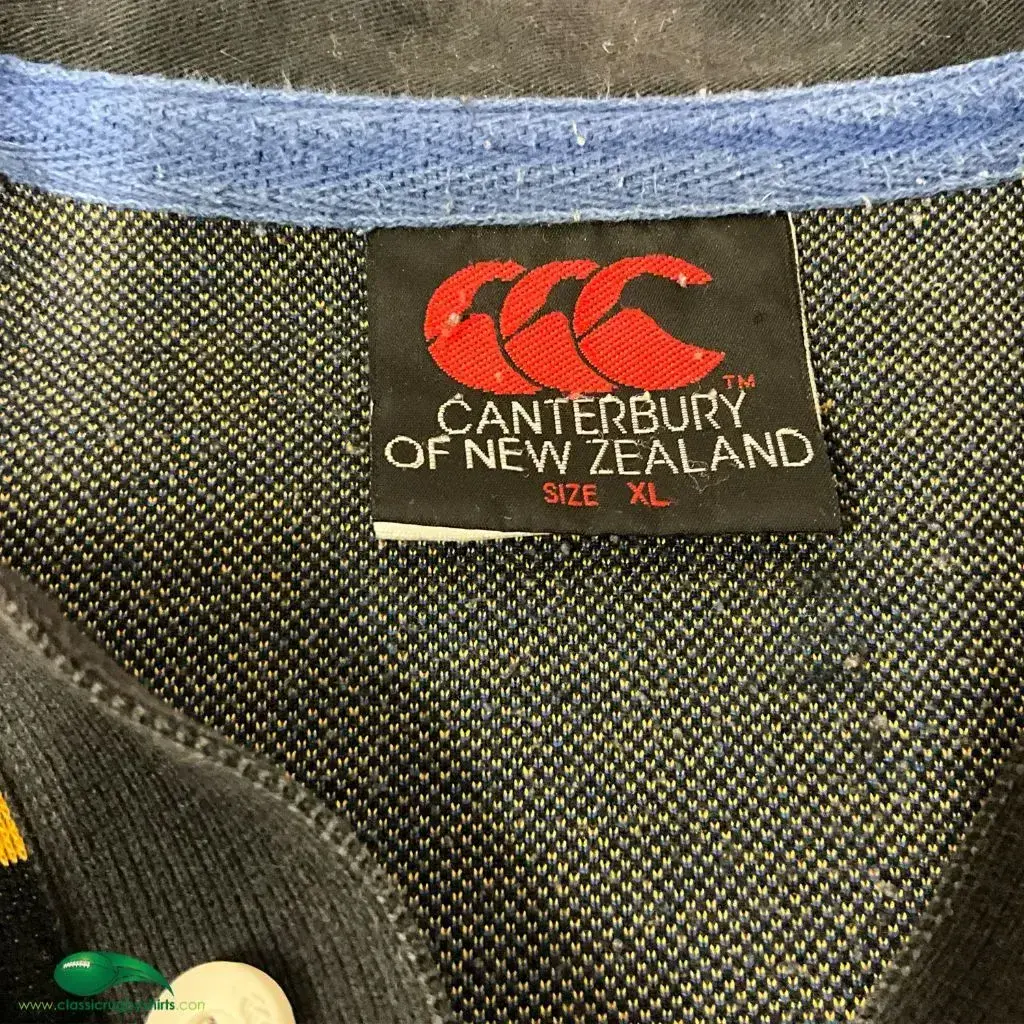 TM
CANTERBURY
OF NEW ZEALAND
SIZE XL
www.classicrugbyshirts.com